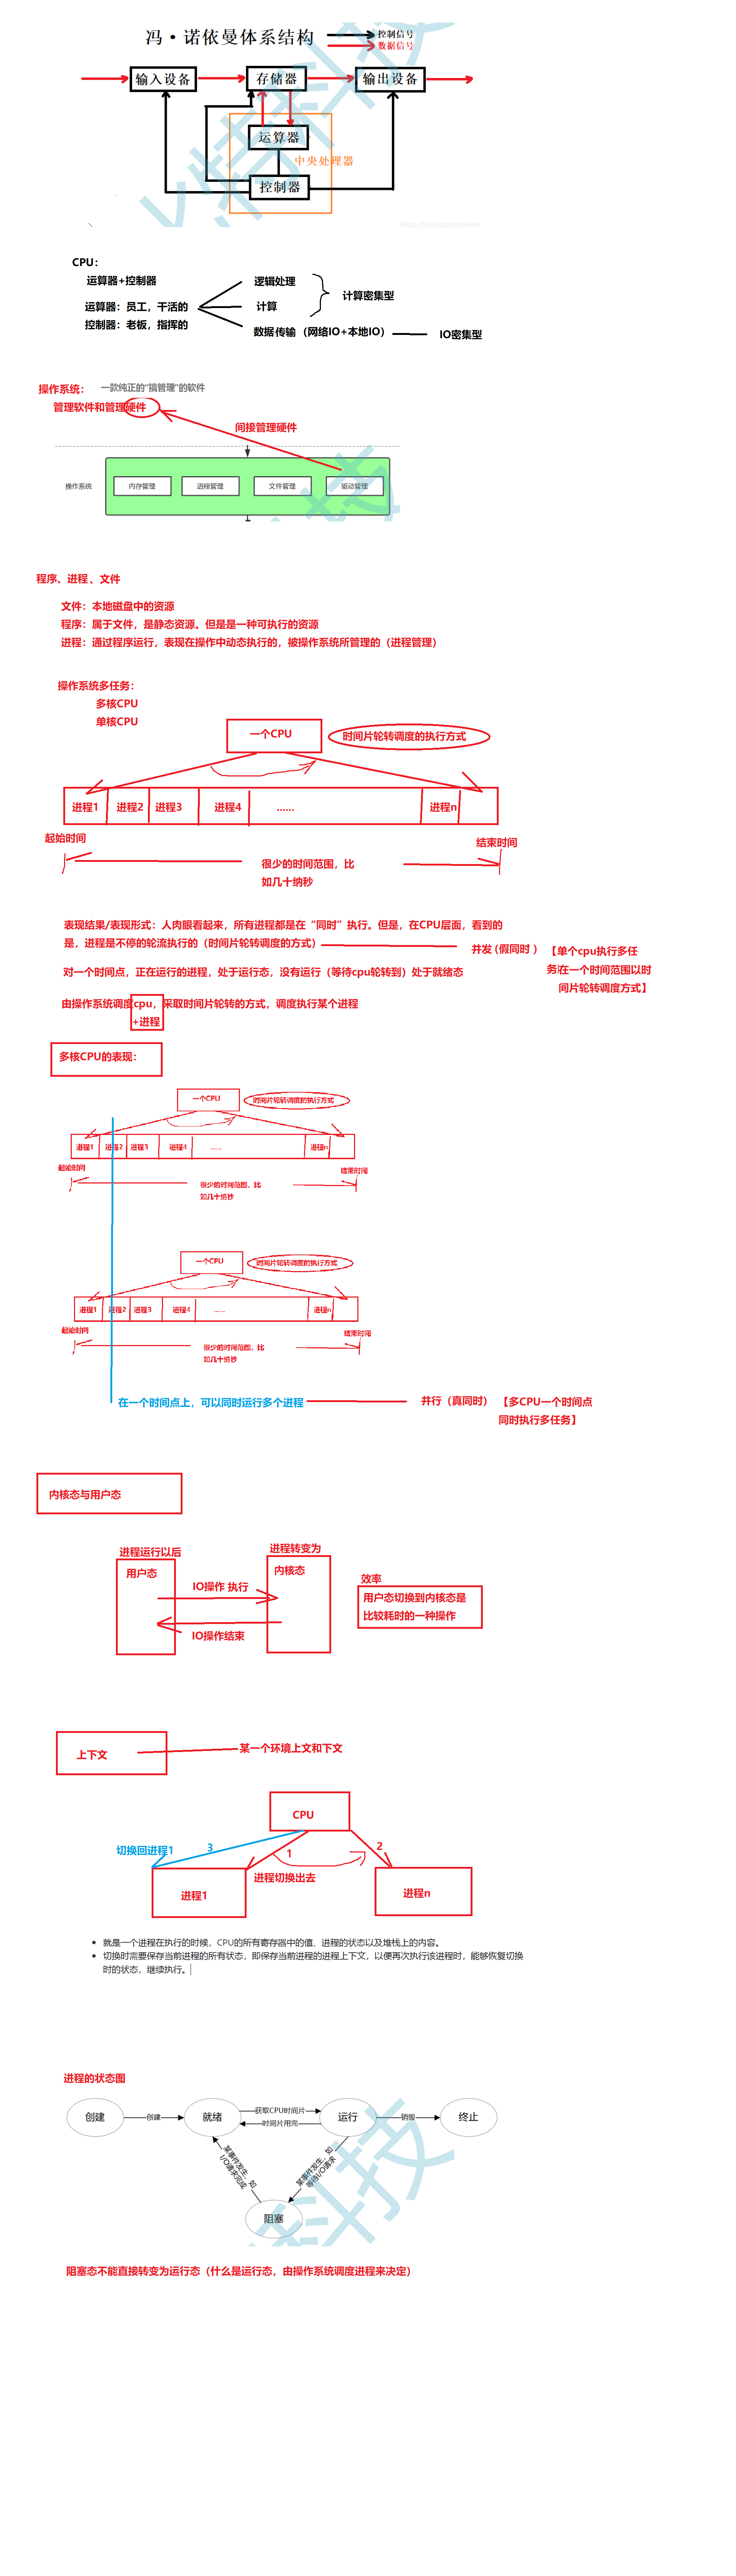 冯·诺依曼体系结构
控制信号
数据信号
输入设备
存储器
输出设备
运算器
中央处理器
控制器
CPU：
运算器+控制器
运算器：员工，干活的
控制器：老板，指挥的
逻辑处理
计算
计算密集型
数据传输（网络IO+本地IO）
IO密集型
操作系统：
一款纯正的“搞管理”的软件
管理软件和管理硬件
间接管理硬件
操作系统
内存管理
进程管理
文件管理
驱动管理
程序、进程、文件
文件：本地磁盘中的资源
程序：属于文件，是静态资源。但是是一种可执行的资源
进程：通过程序运行，表现在操作中动态执行的，被操作系统所管理的（进程管理）
操作系统多任务：
多核CPU
单核CPU
一个CPU
时间片轮转调度的执行方式
进程1
进程2
进程3
进程4
......
进程n
起始时间
结束时间
很少的时间范围，比
如几十纳秒
表现结果/表现形式：人肉眼看起来，所有进程都是在“同时”执行。但是，在CPU层面，看到的
是，进程是不停的轮流执行的（时间片轮转调度的方式）
并发（假同时 ）
【单个cpu执行多任
务在一个时间范围以时
间片轮转调度方式】
对一个时间点，正在运行的进程，处于运行态，没有运行（等待cpu轮转到）处于就绪态
由操作系统调度cpu，采取时间片轮转的方式，调度执行某个进程
+进程
多核CPU的表现：
一个CPU
时间片轮转调度的执行方式
进程1
进程2
进程3
进程4
......
进程n
起始时间
结束时间
很少的时间范围，比
如几十纳秒
一个CPU
时间片轮转调度的执行方式
进程1
进程2
进程3
进程4
......
进程n
起始时间
结束时间
很少的时间范围，比
如几十纳秒
在一个时间点上，可以同时运行多个进程
并行（真同时）
【多CPU一个时间点
同时执行多任务】
内核态与用户态
进程运行以后
用户态
IO操作 执行
IO操作结束
进程转变为
内核态
效率
用户态切换到内核态是
比较耗时的一种操作
上下文
某一个环境上文和下文
CPU
切换回进程1
3
1
2
进程切换出去
进程1
进程n
就是一个进程在执行的时候，CPU的所有寄存器中的值、进程的状态以及堆栈上的内容。
切换时需要保存当前进程的所有状态，即保存当前进程的进程上下文，以便再次执行该进程时，能够恢复切换
时的状态，继续执行。
进程的状态图
创建
创建
就绪
获取CPU时间片
时间片用完
运行
销毁
终止
某事件发生，如
I/O请求完成
某事件发生，如
等待I/O请求
阻塞
阻塞态不能直接转变为运行态（什么是运行态，由操作系统调度进程来决定）
科技